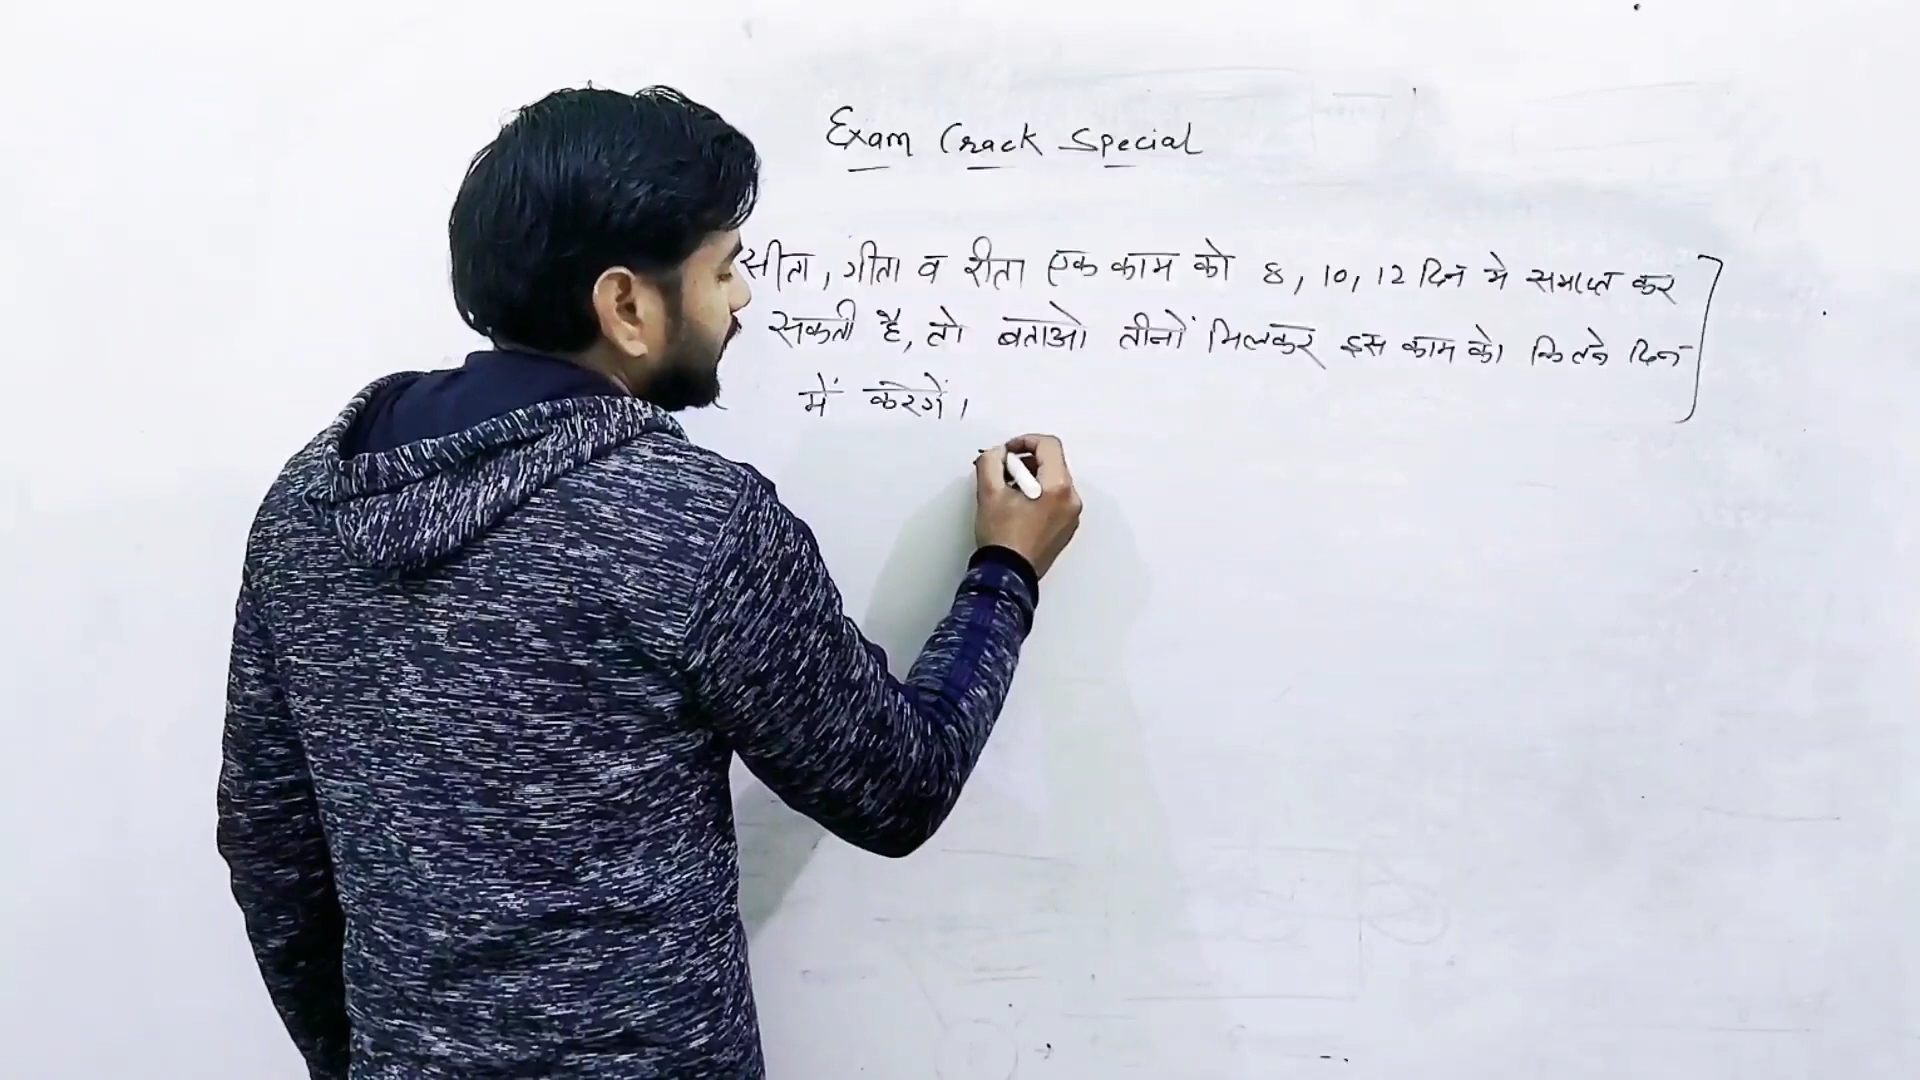 Exam Crack Special
सीता, गीता व रीता एक काम को 8, 10, 12 दिन मे समाप्त कर
सकती है, तो बताओ तीनों मिलकर इस काम को कितने दिन
में करेगें।